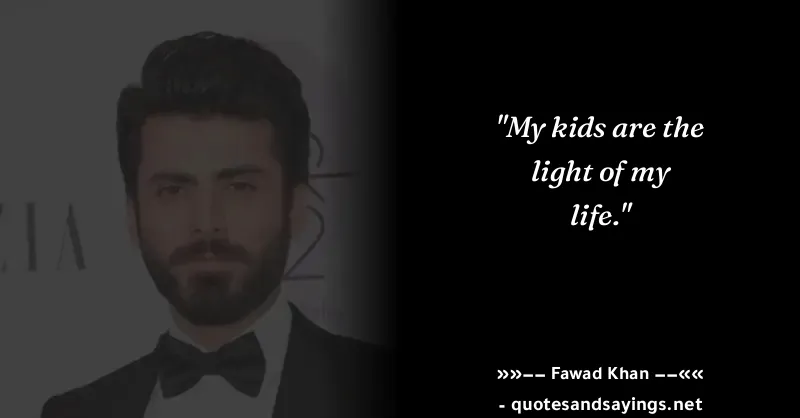 "My kids are the
light of my
life."
»»–– Fawad Khan ––««
- quotesandsayings.net